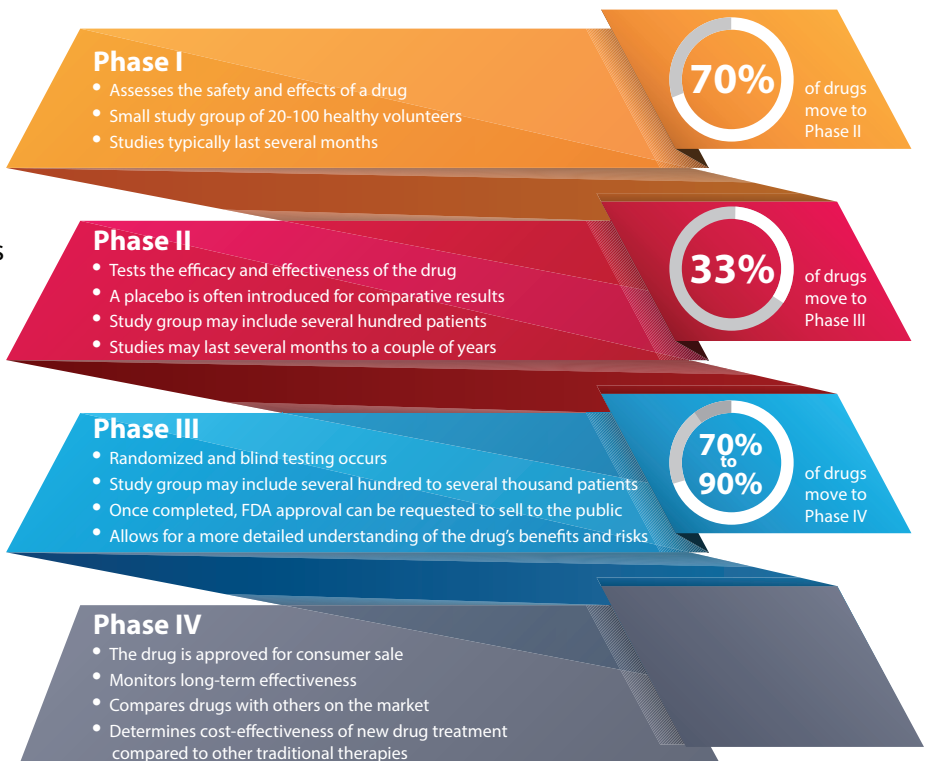 Phase I
• Assesses the safety and effects of a drug
• Small study group of 20-100 healthy volunteers
• Studies typically last several months
70%
of drugs
move to
Phase II
s
Phase II
• Tests the efficacy and effectiveness of the drug
• A placebo is often introduced for comparative results
• Study group may include several hundred patients
• Studies may last several months to a couple of years
33%
of drugs
move to
Phase III
Phase III
• Randomized and blind testing occurs
• Study group may include several hundred to several thousand patients
• Once completed, FDA approval can be requested to sell to the public
• Allows for a more detailed understanding of the drug’s benefits and risks
70%
to
90%
of drugs
move to
Phase IV
Phase IV
• The drug is approved for consumer sale
• Monitors long-term effectiveness
• Compares drugs with others on the market
• Determines cost-effectiveness of new drug treatment
compared to other traditional therapies